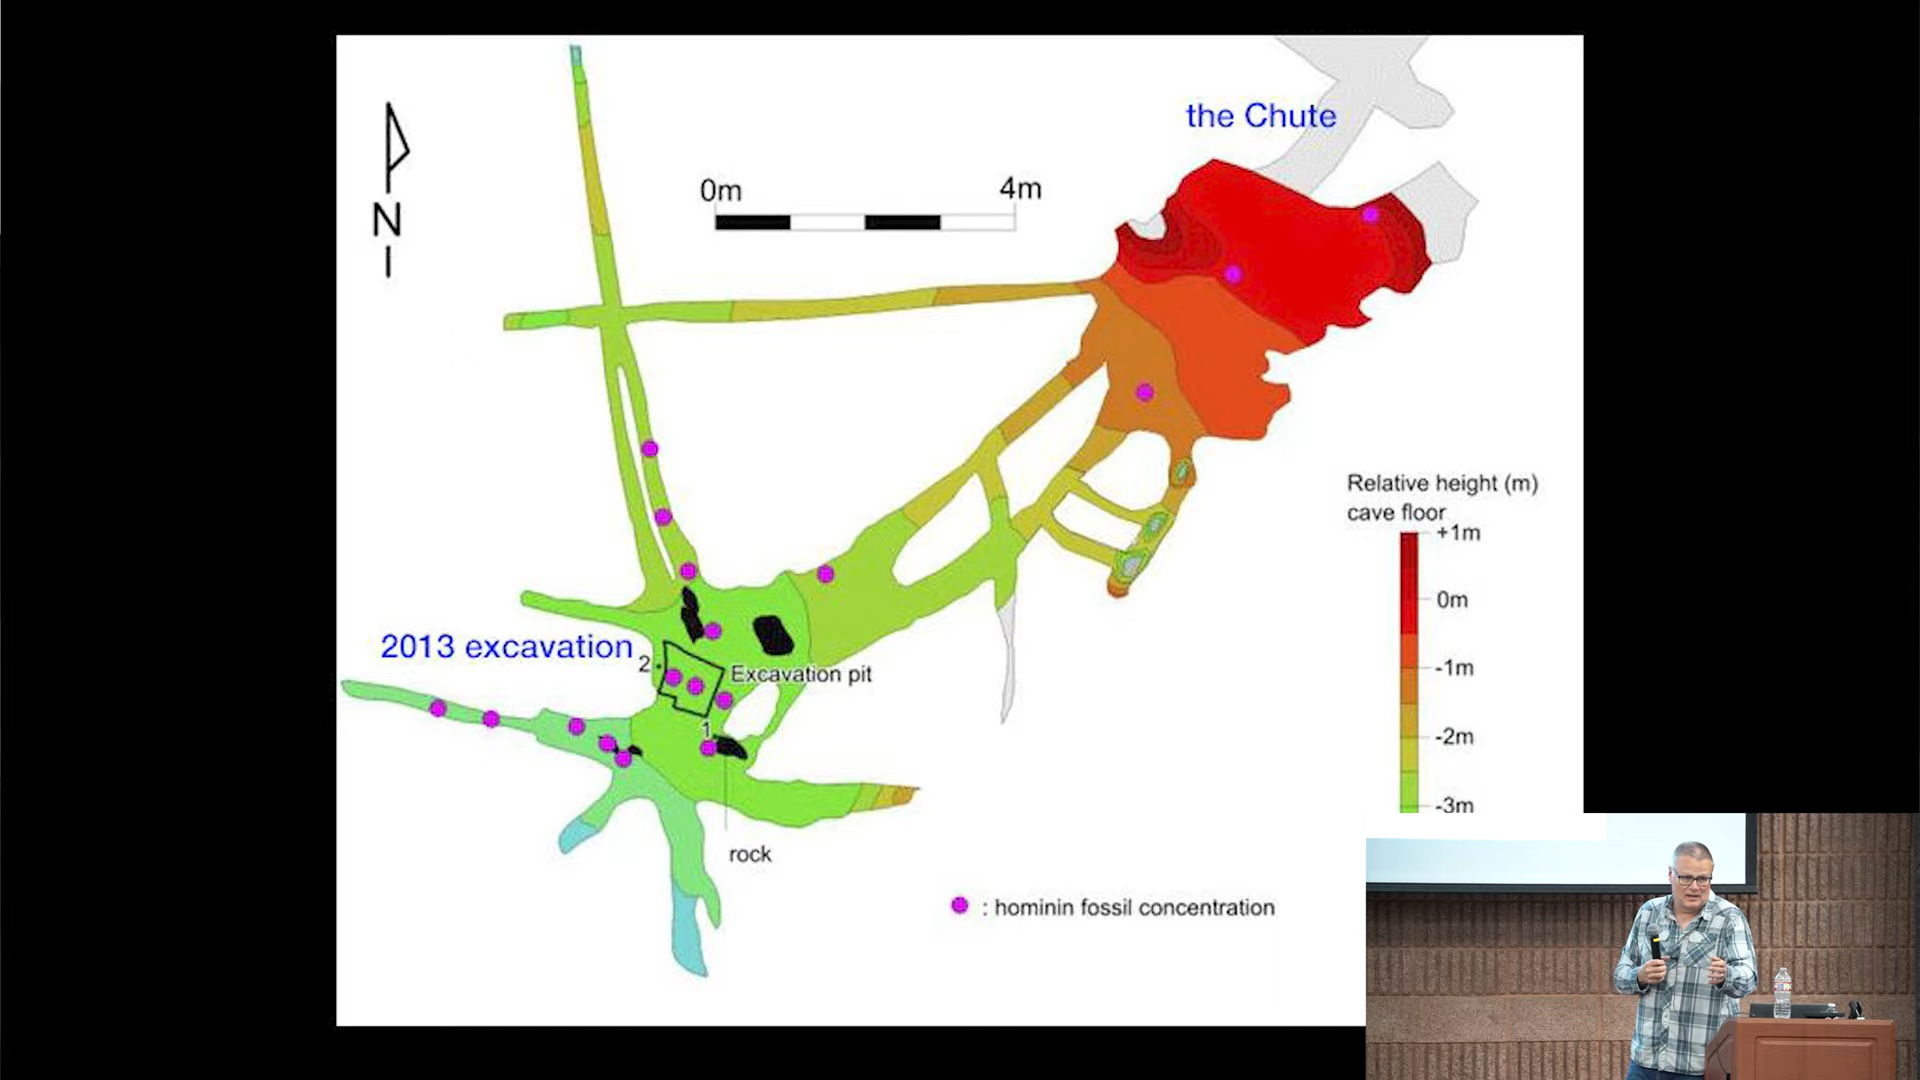 the Chute
0m
4m
N
Relative height (m)
cave floor
+1m
0m
-1m
-2m
-3m
2013 excavation
2
Excavation pit
1
rock
: hominin fossil concentration